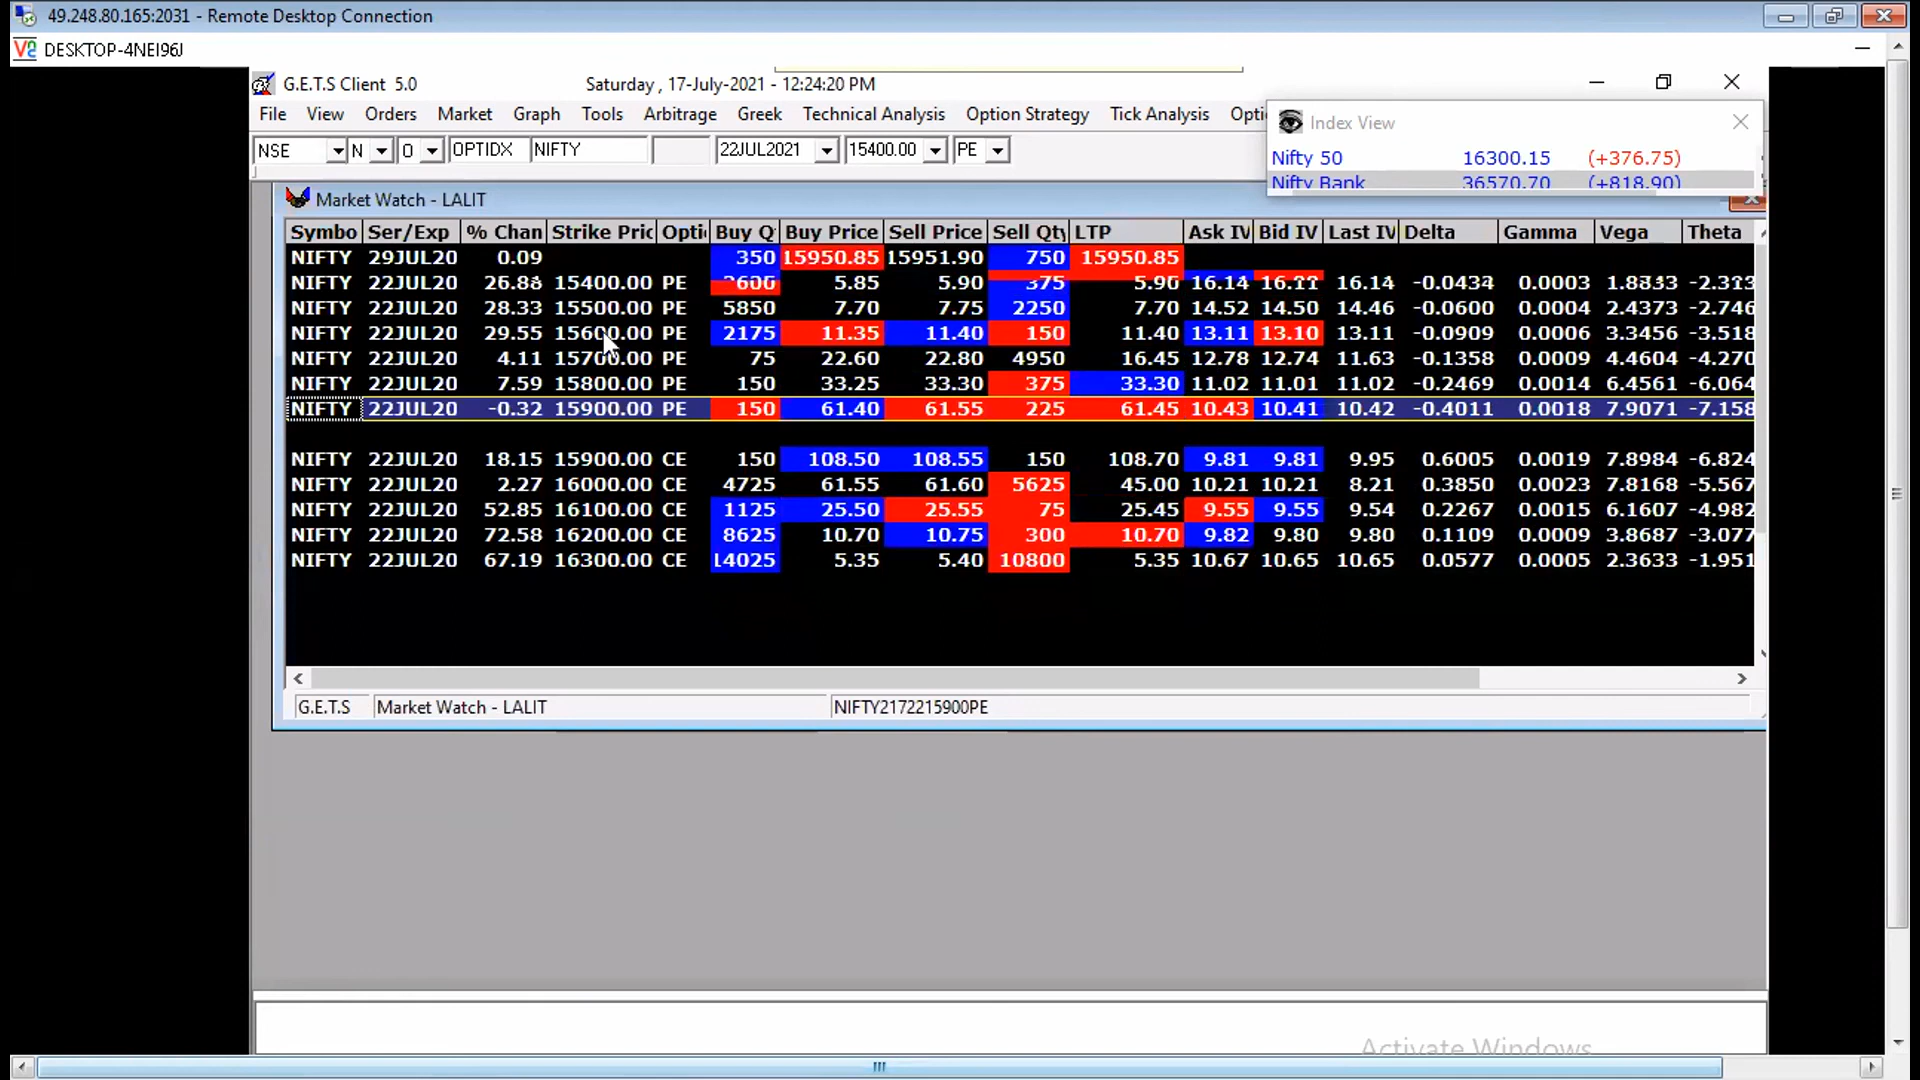 49.248.80.165:2031 - Remote Desktop Connection
DESKTOP-4NEI96J
G.E.T.S Client 5.0 Saturday , 17-July-2021 - 12:24:20 PM
File View Orders Market Graph Tools Arbitrage Greek Technical Analysis Option Strategy Tick Analysis
Index View
NSE N O OPTIDX NIFTY 22JUL2021 15400.00 PE
Nifty 50 16300.15 (+376.75)
Nifty Bank 36570.70 (+818.90)
Market Watch - LALIT
Symbo Ser/Exp % Chan Strike Pric Opti Buy Q Buy Price Sell Price Sell Qty LTP Ask IV Bid IV Last IV Delta Gamma Vega Theta
NIFTY 29JUL20 0.09 350 15950.85 15951.90 750 15950.85
NIFTY 22JUL20 26.88 15400.00 PE 5.85 5.90 375 5.90 16.14 16.14 -0.0434 0.0003
NIFTY 22JUL20 28.33 15500.00 PE 5850 7.70 7.75 2250 7.70 14.52 14.50 14.46 -0.0600 0.0004 2.4373 -2.746
NIFTY 22JUL20 29.55 15600.00 PE 2175 11.35 11.40 150 11.40 13.11 13.10 13.11 -0.0909 0.0006 3.3456 -3.518
NIFTY 22JUL20 4.11 15700.00 PE 75 22.60 22.80 4950 16.45 12.78 12.74 11.63 -0.1358 0.0009 4.4604 -4.270
NIFTY 22JUL20 7.59 15800.00 PE 150 33.25 33.30 375 33.30 11.02 11.01 11.02 -0.2469 0.0014 6.4561 -6.064
NIFTY 22JUL20 -0.32 15900.00 PE 150 61.40 61.55 225 61.45 10.43 10.41 10.42 -0.4011 0.0018 7.9071 -7.158
NIFTY 22JUL20 18.15 15900.00 CE 150 108.50 108.55 150 108.70 9.81 9.81 9.95 0.6005 0.0019 7.8984 -6.824
NIFTY 22JUL20 2.27 16000.00 CE 4725 61.55 61.60 5625 45.00 10.21 10.21 8.21 0.3850 0.0023 7.8168 -5.567
NIFTY 22JUL20 52.85 16100.00 CE 1125 25.50 25.55 75 25.45 9.55 9.55 9.54 0.2267 0.0015 6.1607 -4.982
NIFTY 22JUL20 72.58 16200.00 CE 8625 10.70 10.75 300 10.70 9.82 9.80 9.80 0.1109 0.0009 3.8687 -3.077
NIFTY 22JUL20 67.19 16300.00 CE 14025 5.35 5.40 10800 5.35 10.67 10.65 10.65 0.0577 0.0005 2.3633 -1.951
G.E.T.S Market Watch - LALIT NIFTY2172215900PE
Activate Windows